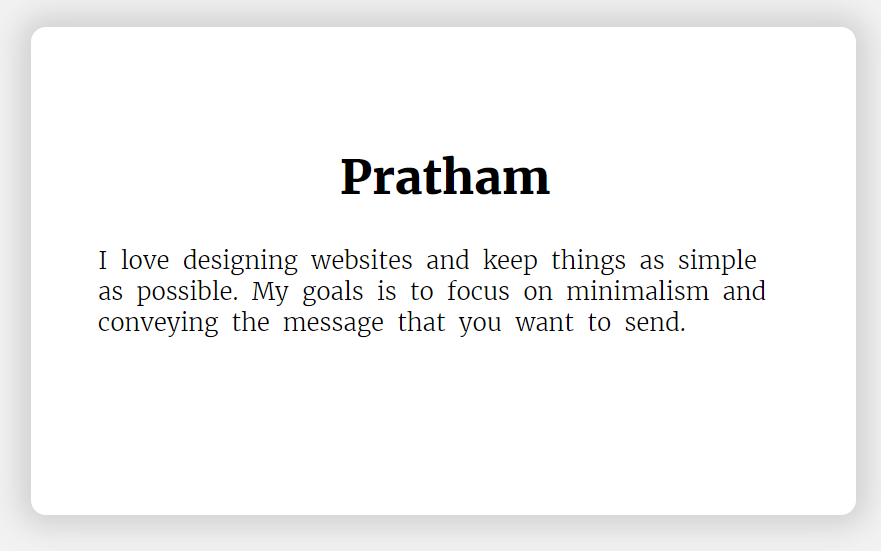 Pratham
I love designing websites and keep things as simple
as possible. My goals is to focus on minimalism and
conveying the message that you want to send.